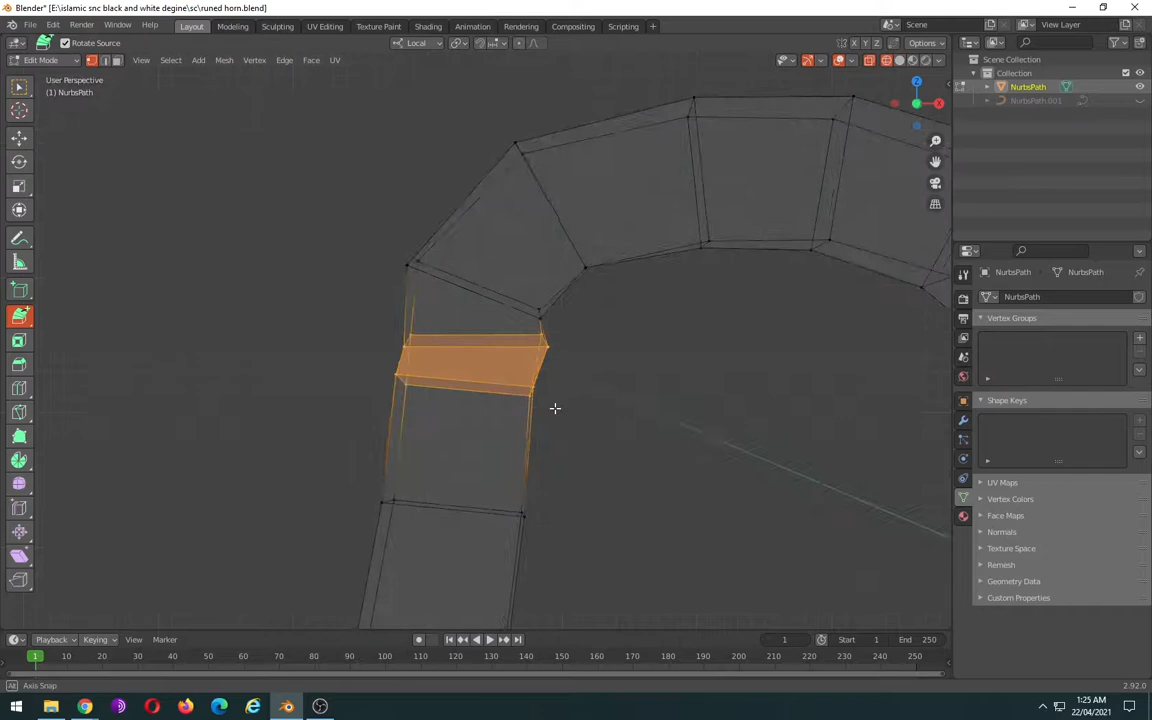 Blender* [E:\islamic snc black and white degine\sc\runed horn.blend]
File Edit Render Window Help Layout Modeling Sculpting UV Editing Texture Paint Shading Animation Rendering Compositing Scripting + Scene View Layer
Rotate Source Local X Y Z Options
Edit Mode View Select Add Mesh Vertex Edge Face UV
User Perspective
(1) NurbsPath
Z
X
Scene Collection
Collection
NurbsPath
NurbsPath.001
NurbsPath NurbsPath
NurbsPath
Vertex Groups
Shape Keys
UV Maps
Vertex Colors
Face Maps
Normals
Texture Space
Remesh
Geometry Data
Custom Properties
Playback Keying View Marker 1 Start 1 End 250
1 10 20 30 40 50 60 70 80 90 100 110 120 130 140 150 160 170 180 190 200 210 220 230 240 250
Alt Axis Snap 2.92.0
1:25 AM
22/04/2021